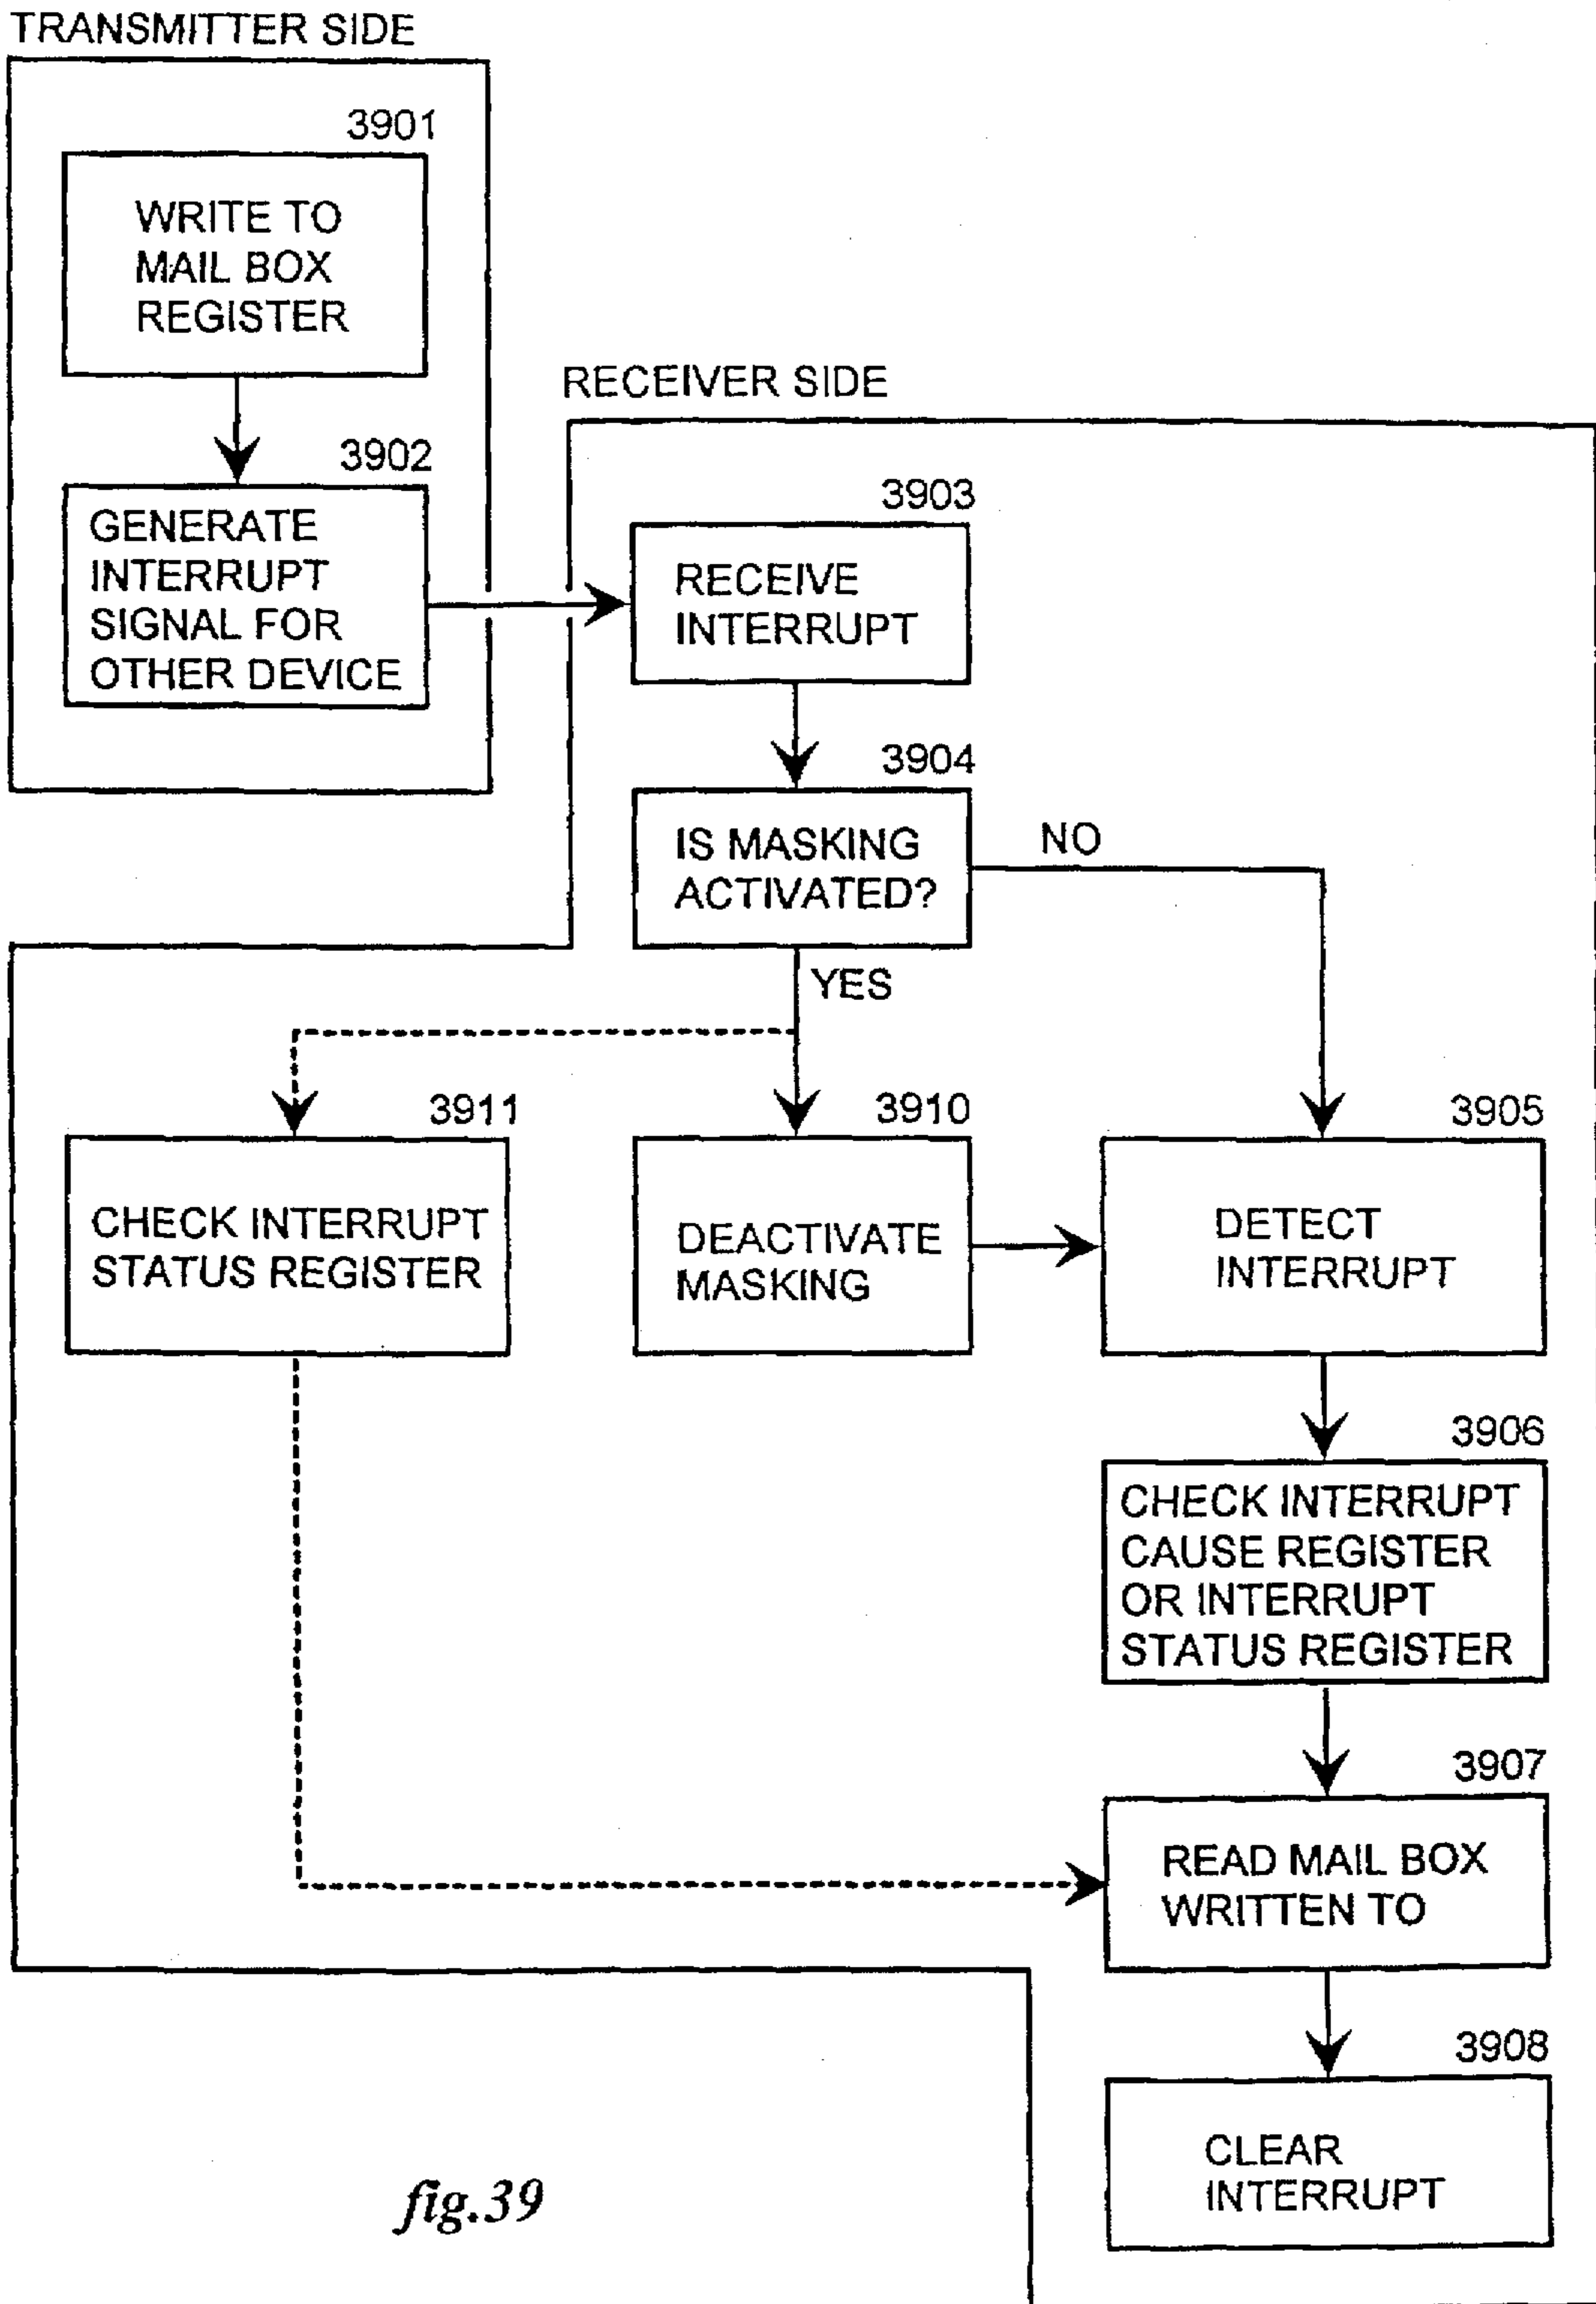 TRANSMITTER SIDE
3901
WRITE TO
MAIL BOX
REGISTER
3902
GENERATE
INTERRUPT
SIGNAL FOR
OTHER DEVICE
RECEIVER SIDE
3903
RECEIVE
INTERRUPT
3904
IS MASKING
ACTIVATED?
NO
YES
3911
CHECK INTERRUPT
STATUS REGISTER
3910
DEACTIVATE
MASKING
3905
DETECT
INTERRUPT
3906
CHECK INTERRUPT
CAUSE REGISTER
OR INTERRUPT
STATUS REGISTER
3907
READ MAIL BOX
WRITTEN TO
3908
CLEAR
INTERRUPT
fig.39